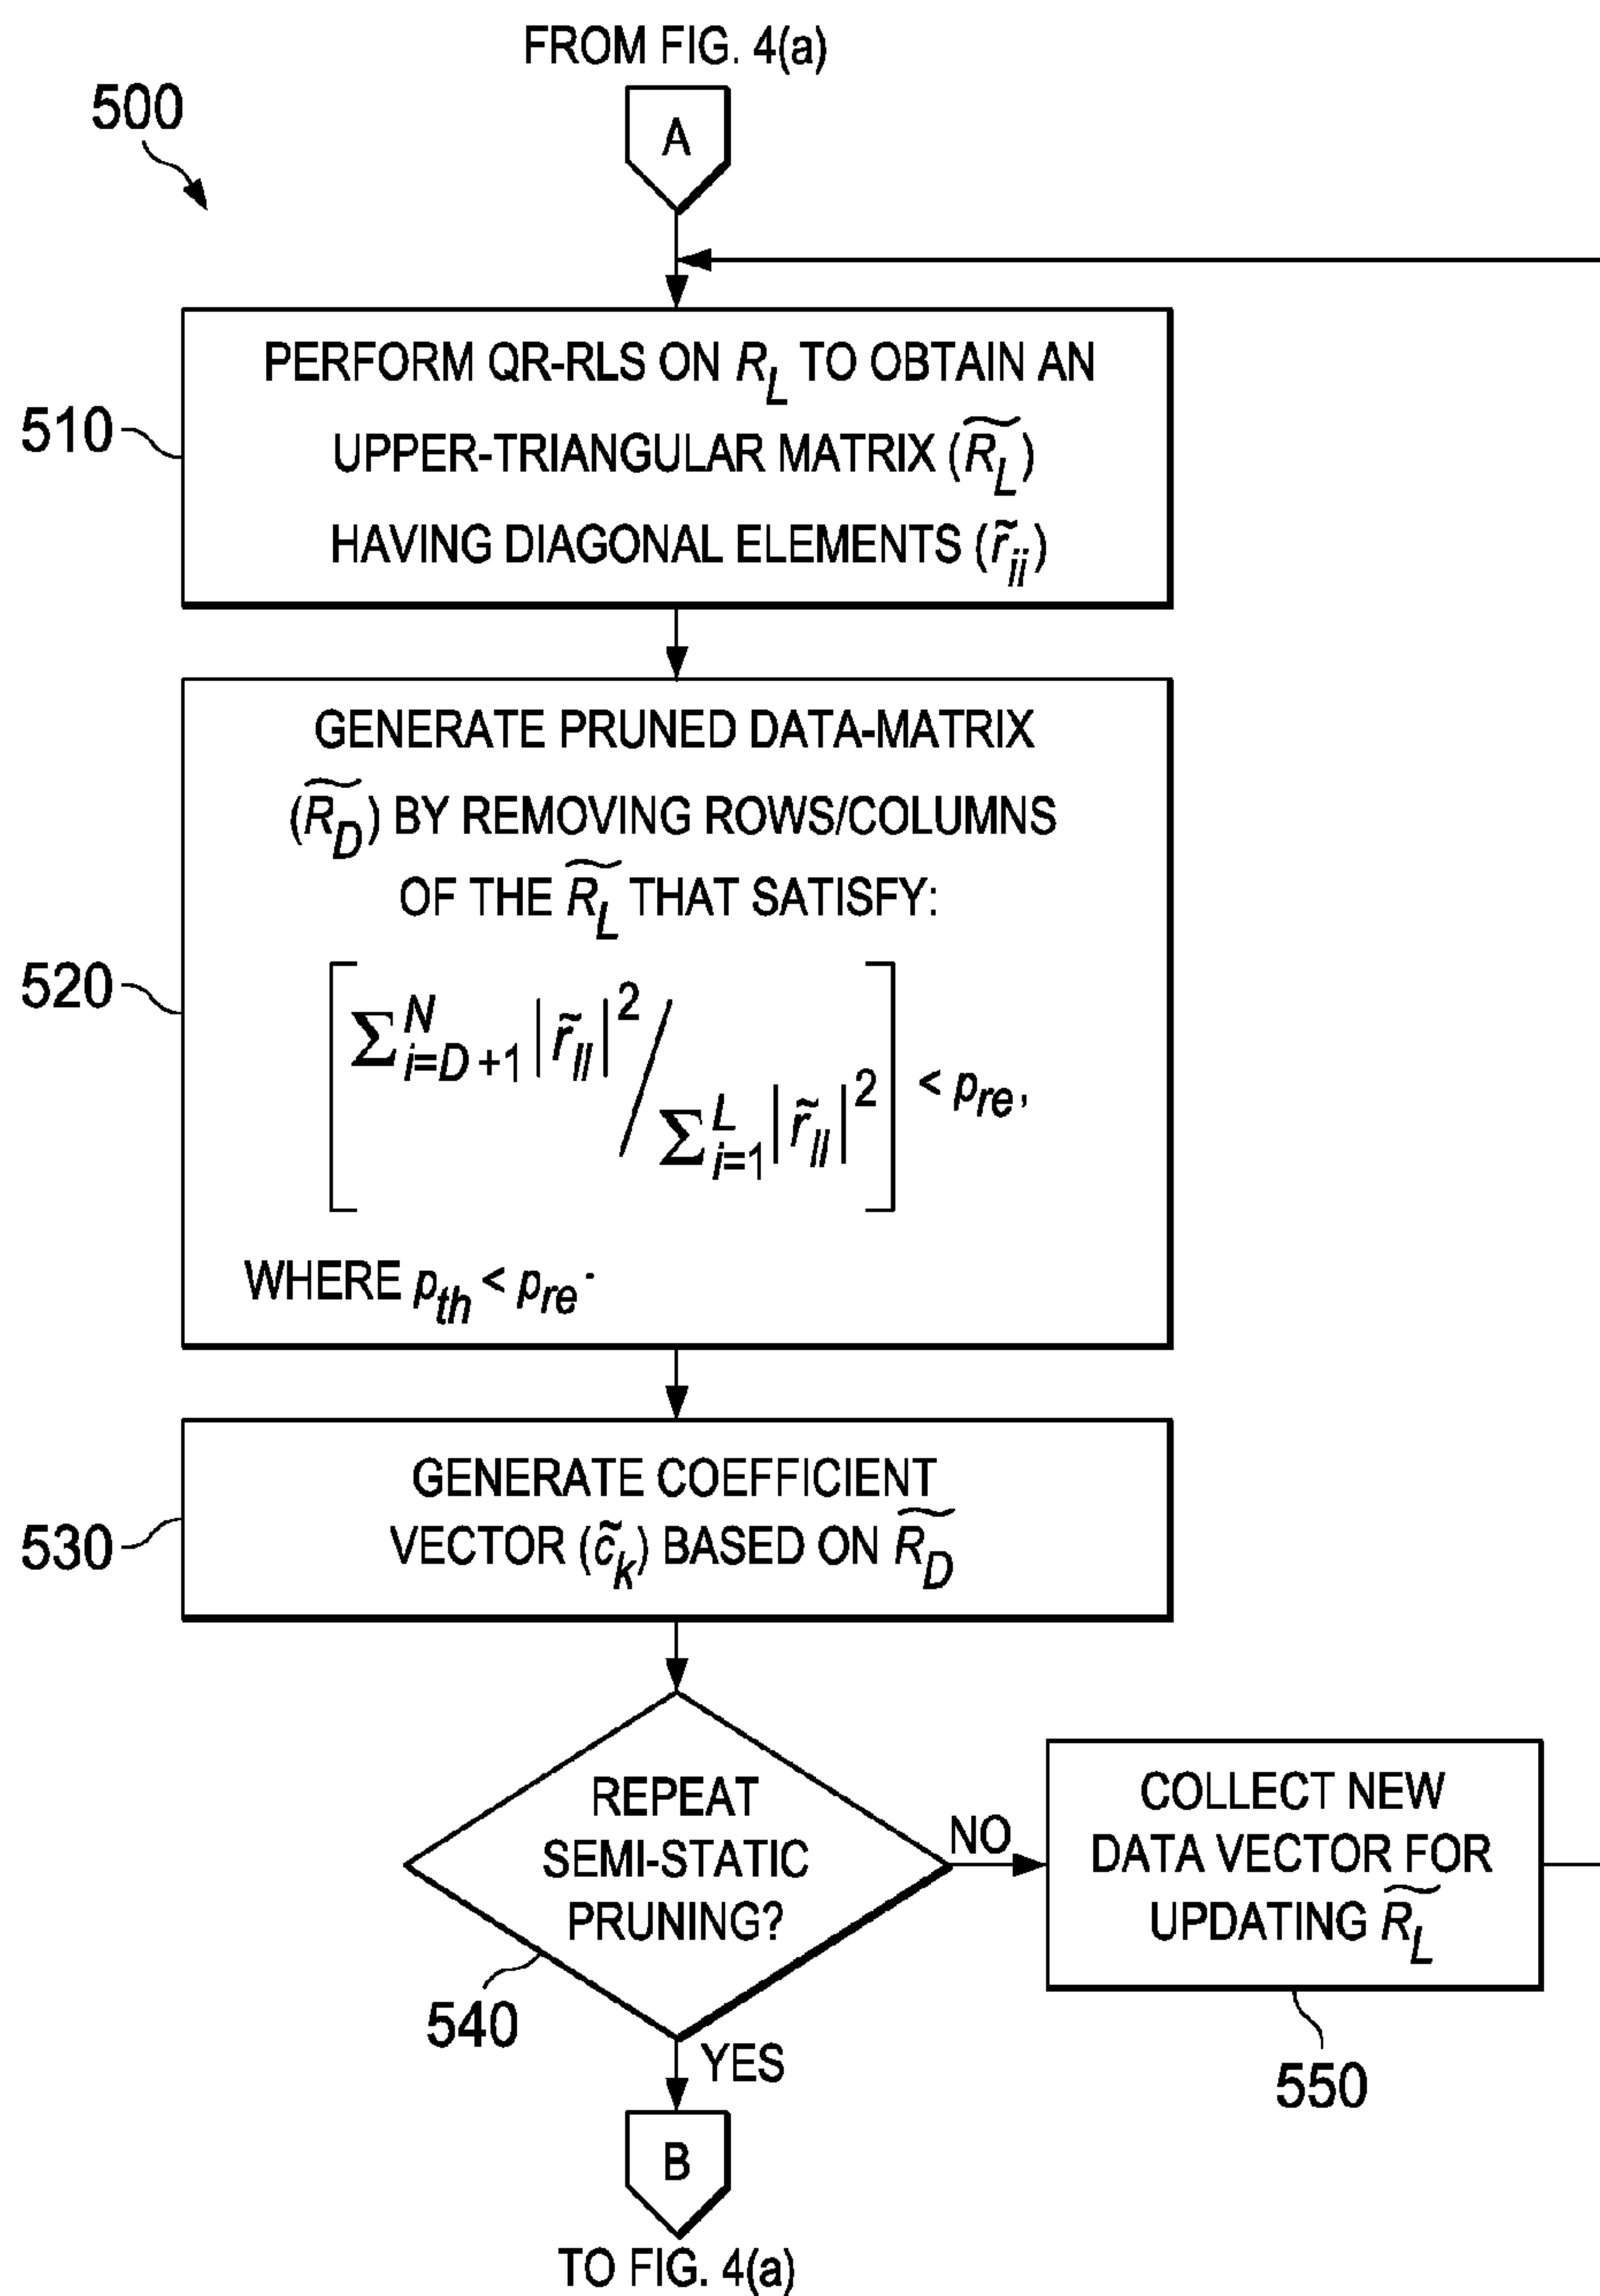 FROM FIG. 4(a)
500
A
510
PERFORM QR-RLS ON R_L TO OBTAIN AN
UPPER-TRIANGULAR MATRIX (R̃_L)
HAVING DIAGONAL ELEMENTS (r̃_ii)
520
GENERATE PRUNED DATA-MATRIX
(R̃_D) BY REMOVING ROWS/COLUMNS
OF THE R̃_L THAT SATISFY:
[Σ^N_{i=D+1} |r̃_ll|^2 / Σ^L_{i=1} |r̃_ll|^2] < p_re,
WHERE p_th < p_re.
530
GENERATE COEFFICIENT
VECTOR (c̃_k) BASED ON R̃_D
REPEAT
SEMI-STATIC
PRUNING?
540
NO
COLLECT NEW
DATA VECTOR FOR
UPDATING R̃_L
550
YES
B
TO FIG. 4(a)